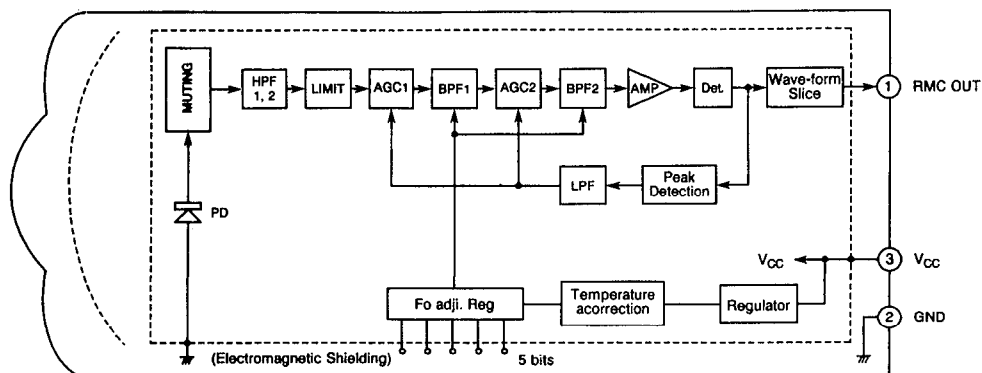 MUTING
HPF
1, 2
LIMIT
AGC1
BPF1
AGC2
BPF2
AMP
Det.
Wave-form
Slice
1
RMC OUT
PD
LPF
Peak
Detection
VCC
3
VCC
Fo adji. Reg
Temperature
acorrection
Regulator
2
GND
(Electromagnetic Shielding)
5 bits